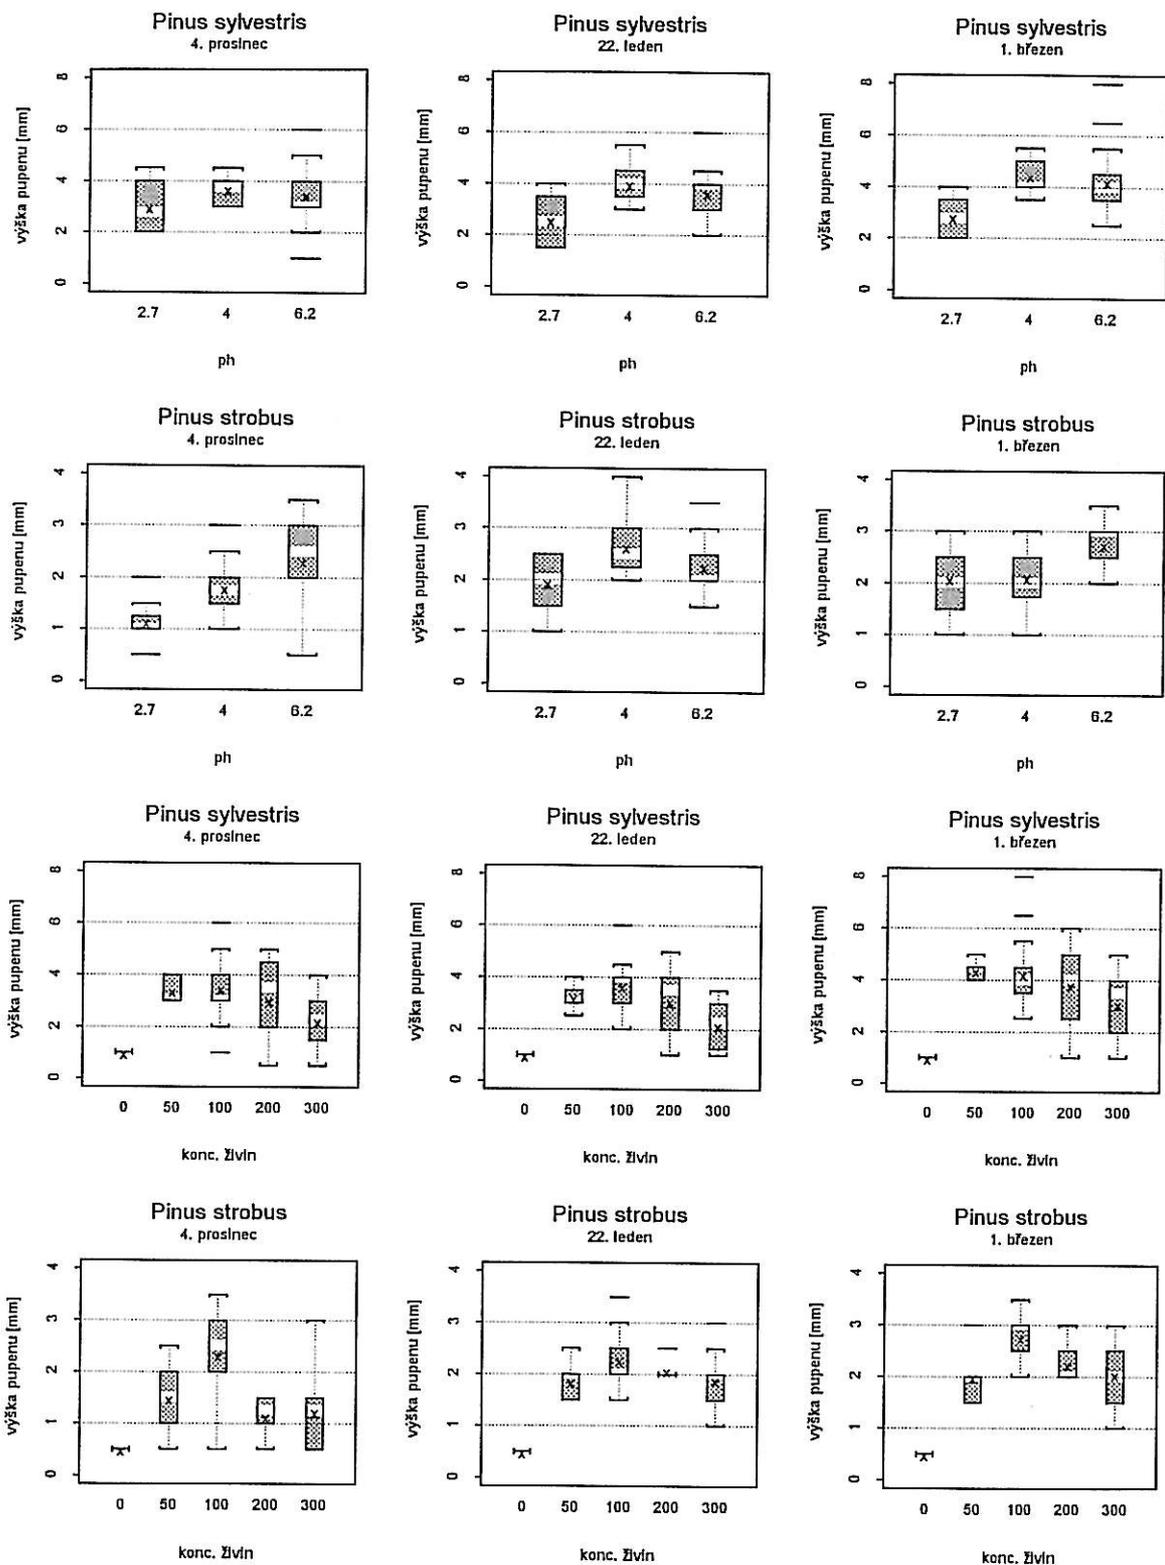 Pinus sylvestris
4. prosinec
výška pupenu [mm]
8
6
4
2
0
2.7 4 6.2
ph
Pinus sylvestris
22. leden
výška pupenu [mm]
8
6
4
2
0
2.7 4 6.2
ph
Pinus sylvestris
1. březen
výška pupenu [mm]
8
6
4
2
0
2.7 4 6.2
ph
Pinus strobus
4. prosinec
výška pupenu [mm]
4
3
2
1
0
2.7 4 6.2
ph
Pinus strobus
22. leden
výška pupenu [mm]
4
3
2
1
0
2.7 4 6.2
ph
Pinus strobus
1. březen
výška pupenu [mm]
4
3
2
1
0
2.7 4 6.2
ph
Pinus sylvestris
4. prosinec
výška pupenu [mm]
8
6
4
2
0
0 50 100 200 300
konc. živin
Pinus sylvestris
22. leden
výška pupenu [mm]
8
6
4
2
0
0 50 100 200 300
konc. živin
Pinus sylvestris
1. březen
výška pupenu [mm]
8
6
4
2
0
0 50 100 200 300
konc. živin
Pinus strobus
4. prosinec
výška pupenu [mm]
4
3
2
1
0
0 50 100 200 300
konc. živin
Pinus strobus
22. leden
výška pupenu [mm]
4
3
2
1
0
0 50 100 200 300
konc. živin
Pinus strobus
1. březen
výška pupenu [mm]
4
3
2
1
0
0 50 100 200 300
konc. živin